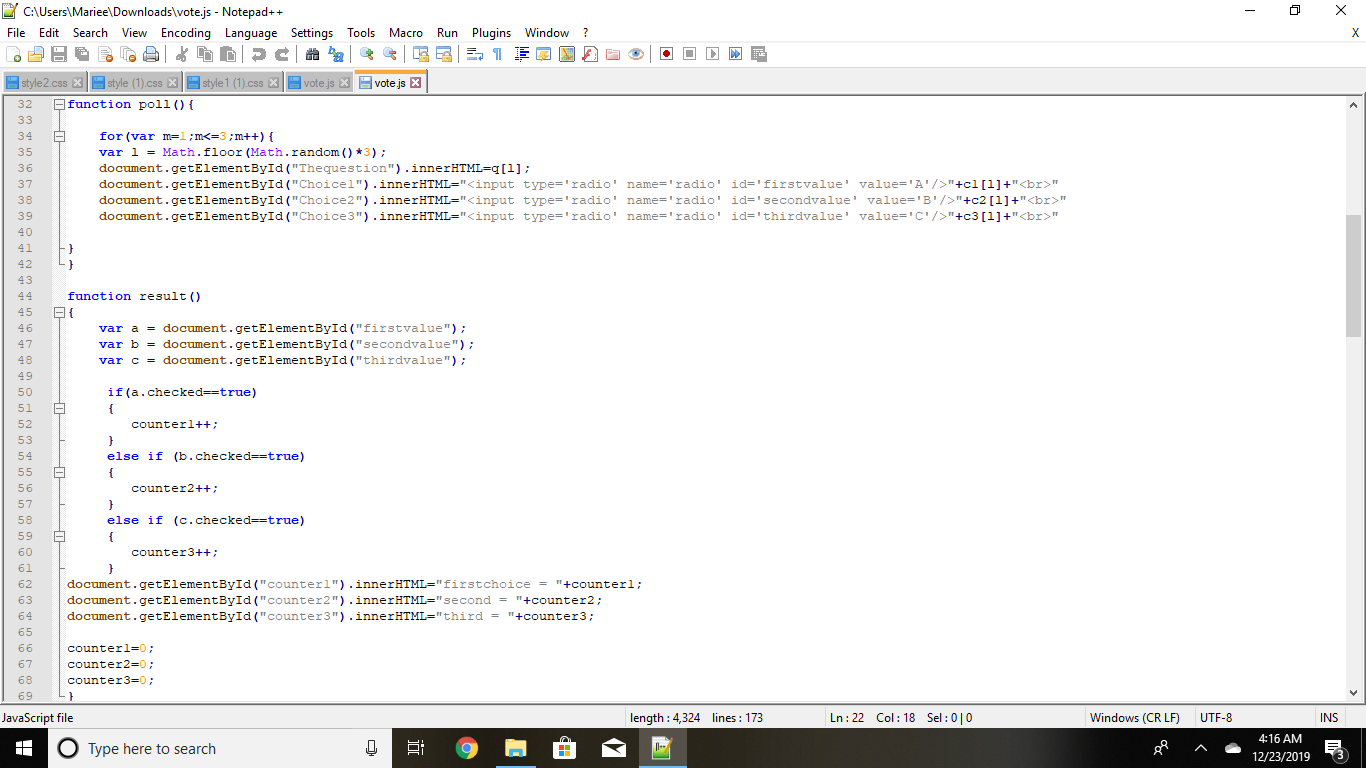 C:\Users\Mariee\Downloads\vote.js - Notepad++
File Edit Search View Encoding Language Settings Tools Macro Run Plugins Window ? X
style2.css style (1).css style1 (1).css vote.js vote.js
32 function poll(){
33
34 for(var m=1;m<=3;m++){
35 var l = Math.floor(Math.random()*3);
36 document.getElementById("Thequestion").innerHTML=q[l];
37 document.getElementById("Choice1").innerHTML="<input type='radio' name='radio' id='firstvalue' value='A'/>"+c1[l]+"<br>"
38 document.getElementById("Choice2").innerHTML="<input type='radio' name='radio' id='secondvalue' value='B'/>"+c2[l]+"<br>"
39 document.getElementById("Choice3").innerHTML="<input type='radio' name='radio' id='thirdvalue' value='C'/>"+c3[l]+"<br>"
40
41 }
42 }
43
44 function result()
45 {
46 var a = document.getElementById("firstvalue");
47 var b = document.getElementById("secondvalue");
48 var c = document.getElementById("thirdvalue");
49
50 if(a.checked==true)
51 {
52 counter1++;
53 }
54 else if (b.checked==true)
55 {
56 counter2++;
57 }
58 else if (c.checked==true)
59 {
60 counter3++;
61 }
62 document.getElementById("counter1").innerHTML="firstchoice = "+counter1;
63 document.getElementById("counter2").innerHTML="second = "+counter2;
64 document.getElementById("counter3").innerHTML="third = "+counter3;
65
66 counter1=0;
67 counter2=0;
68 counter3=0;
69 }
JavaScript file length : 4,324 lines : 173 Ln : 22 Col : 18 Sel : 0 | 0 Windows (CR LF) UTF-8 INS
Type here to search
4:16 AM
12/23/2019
3